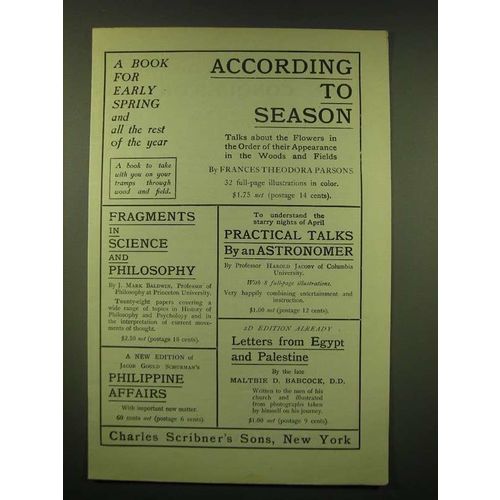 A BOOK
FOR
EARLY
SPRING
and
all the rest
of the year
A book to take
with you on your
tramps through
wood and field.
ACCORDING
TO
SEASON
Talks about the Flowers in
the Order of their Appearance
in the Woods and Fields
By FRANCES THEODORA PARSONS
32 full-page illustrations in color.
$1.75 net (postage 14 cents).
FRAGMENTS
IN
SCIENCE
AND
PHILOSOPHY
By J. MARK BALDWIN, Professor of
Philosophy at Princeton University.
Twenty-eight papers covering a
wide range of topics in History of
Philosophy and Psychology and in
the interpretation of current move-
ments of thought.
$2.50 net (postage 18 cents).
To understand the
starry nights of April
PRACTICAL TALKS
By an ASTRONOMER
By Professor HAROLD JACOBY of Columbia
University.
With 8 full-page illustrations.
Very happily combining entertainment and
instruction.
$1.00 net (postage 12 cents).
A NEW EDITION of
JACOB GOULD SCHURMAN'S
PHILIPPINE
AFFAIRS
With important new matter.
60 cents net (postage 6 cents).
2D EDITION ALREADY
Letters from Egypt
and Palestine
By the late
MALTBIE D. BABCOCK, D.D.
Written to the men of his
church and illustrated
from photographs taken
by himself on his journey.
$1.00 net (postage 9 cents).
Charles Scribner's Sons, New York